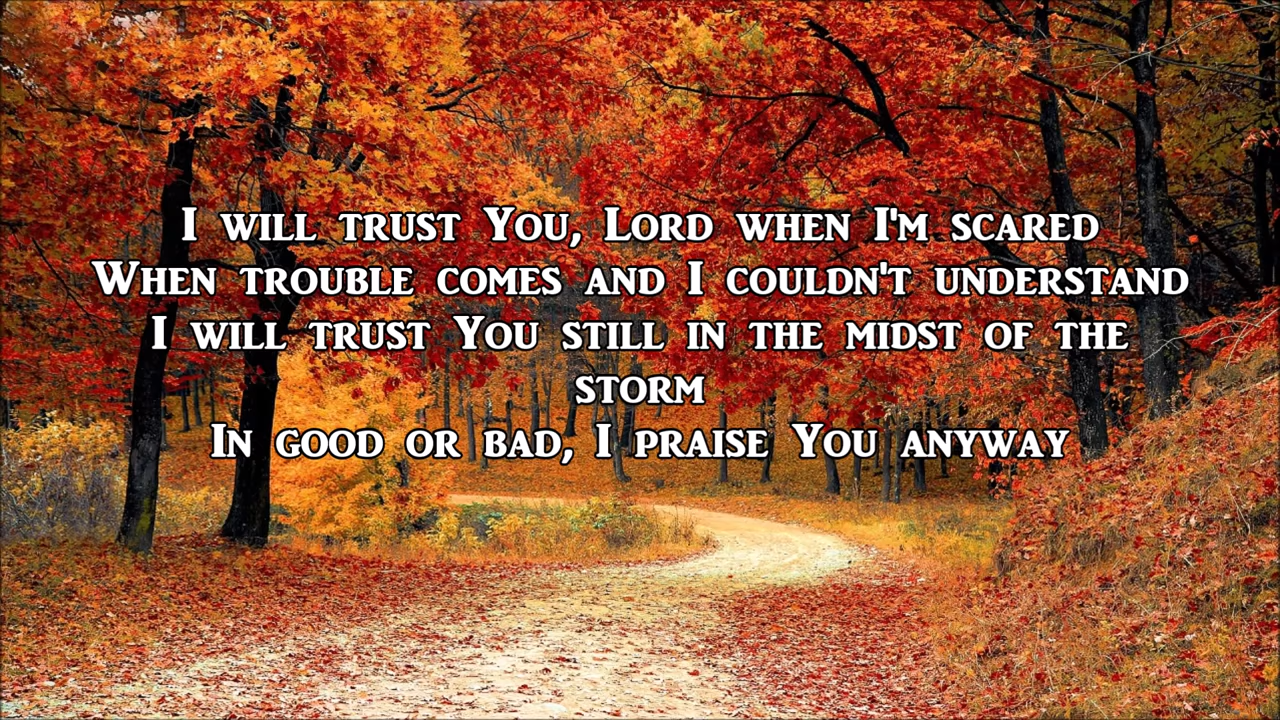 I will trust You, Lord when I'm scared
When trouble comes and I couldn't understand
I will trust You still in the midst of the
storm
In good or bad, I praise You anyway